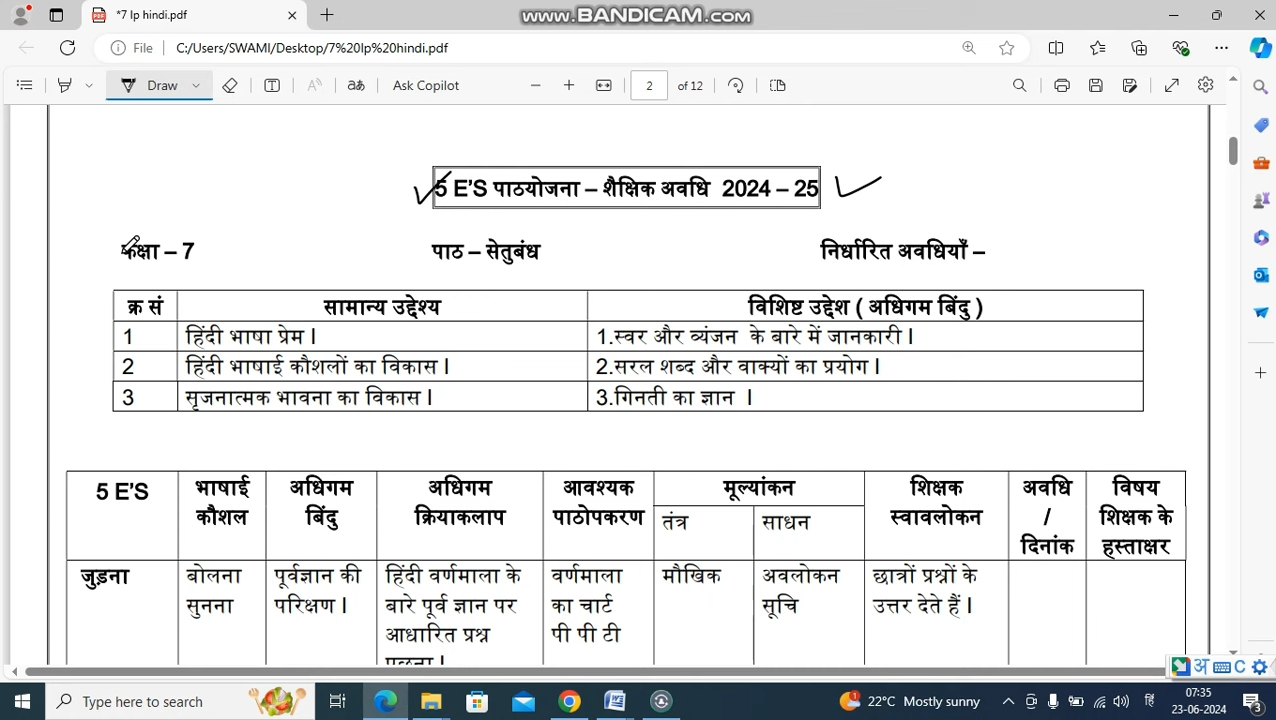 WWW.BANDICAM.COM
*7 lp hindi.pdf
File C:/Users/SWAMI/Desktop/7%20lp%20hindi.pdf
Draw Ask Copilot 2 of 12
5 E'S पाठयोजना – शैक्षिक अवधि 2024 – 25
कक्षा – 7 पाठ – सेतुबंध निर्धारित अवधियाँ –
क्र सं सामान्य उद्देश्य विशिष्ट उद्देश ( अधिगम बिंदु )
1 हिंदी भाषा प्रेम l 1.स्वर और व्यंजन के बारे में जानकारी l
2 हिंदी भाषाई कौशलों का विकास l 2.सरल शब्द और वाक्यों का प्रयोग l
3 सृजनात्मक भावना का विकास l 3.गिनती का ज्ञान l
5 E'S भाषाई अधिगम अधिगम आवश्यक मूल्यांकन शिक्षक अवधि विषय
कौशल बिंदु क्रियाकलाप पाठोपकरण तंत्र साधन स्वावलोकन / शिक्षक के
दिनांक हस्ताक्षर
जुड़ना बोलना पूर्वज्ञान की हिंदी वर्णमाला के वर्णमाला मौखिक अवलोकन छात्रों प्रश्नों के
सुनना परिक्षण l बारे पूर्व ज्ञान पर का चार्ट सूचि उत्तर देते हैं l
आधारित प्रश्न पी पी टी
पूछना l
Type here to search 22°C Mostly sunny हिं 07:35
23-06-2024